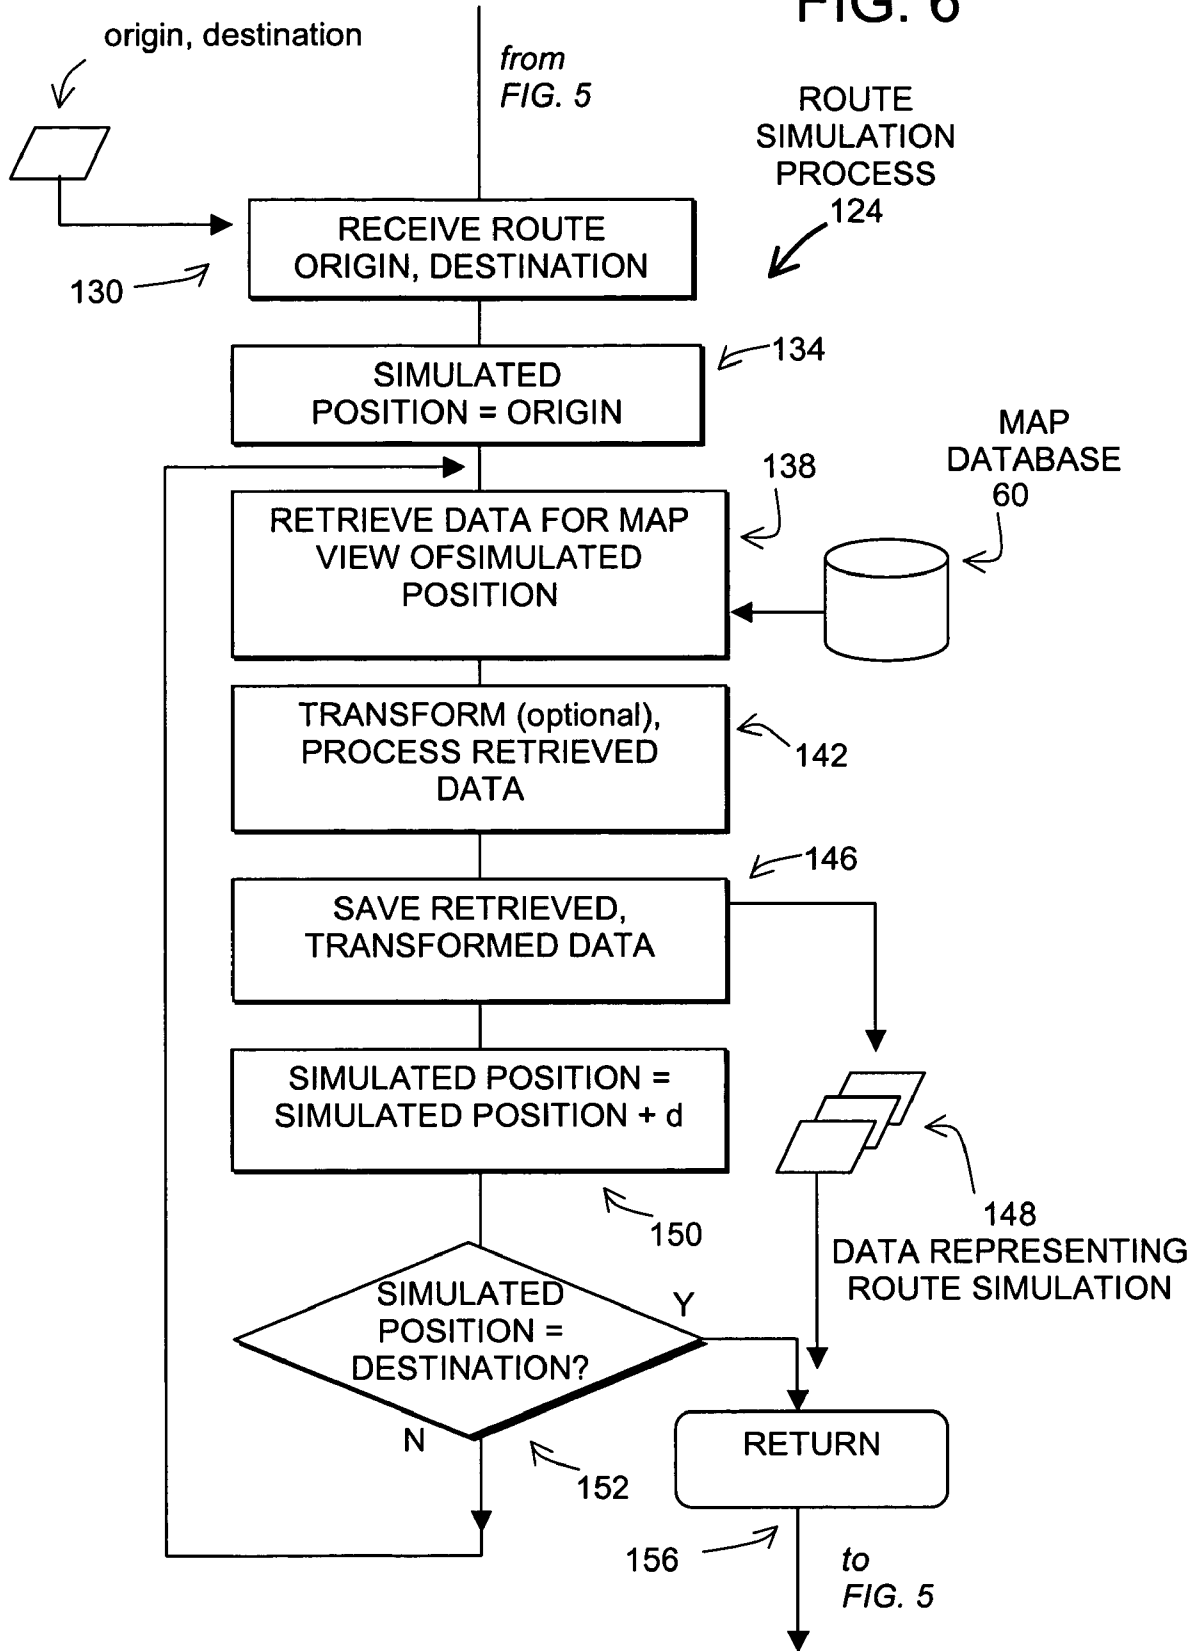 FIG. 6
origin, destination
from
FIG. 5
ROUTE
SIMULATION
PROCESS
124
RECEIVE ROUTE
ORIGIN, DESTINATION
130
SIMULATED
POSITION = ORIGIN
134
MAP
DATABASE
60
138
RETRIEVE DATA FOR MAP
VIEW OFSIMULATED
POSITION
TRANSFORM (optional),
PROCESS RETRIEVED
DATA
142
146
SAVE RETRIEVED,
TRANSFORMED DATA
SIMULATED POSITION =
SIMULATED POSITION + d
150
148
DATA REPRESENTING
ROUTE SIMULATION
SIMULATED
POSITION =
DESTINATION?
Y
N
152
RETURN
156
to
FIG. 5